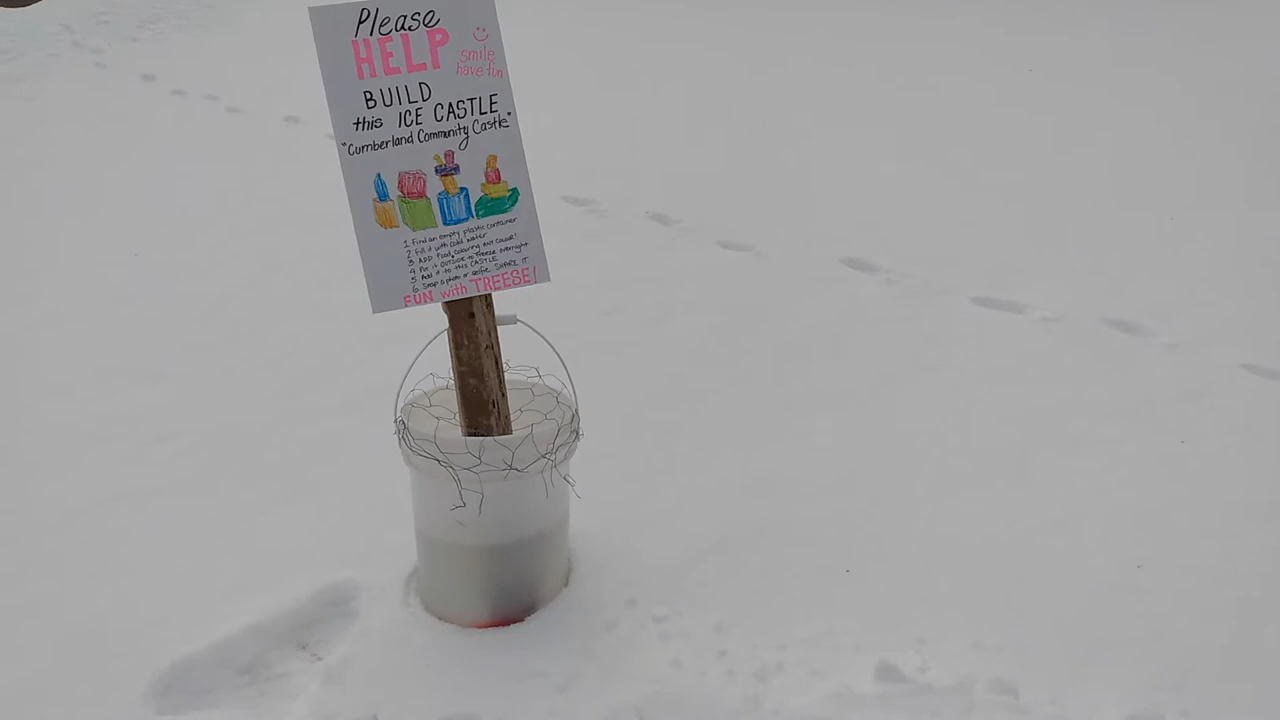 Please
HELP
smile
have fun
BUILD
this ICE CASTLE
"Cumberland Community Castle"
1 Find an empty plastic container
2 Fill it with cold water
3 ADD Food colouring ANY COLOUR!
4 Put it OUTSIDE to freeze overnight
5 Add it to this CASTLE
6 Snap a photo or selfie SHARE IT
FUN with TREESE!